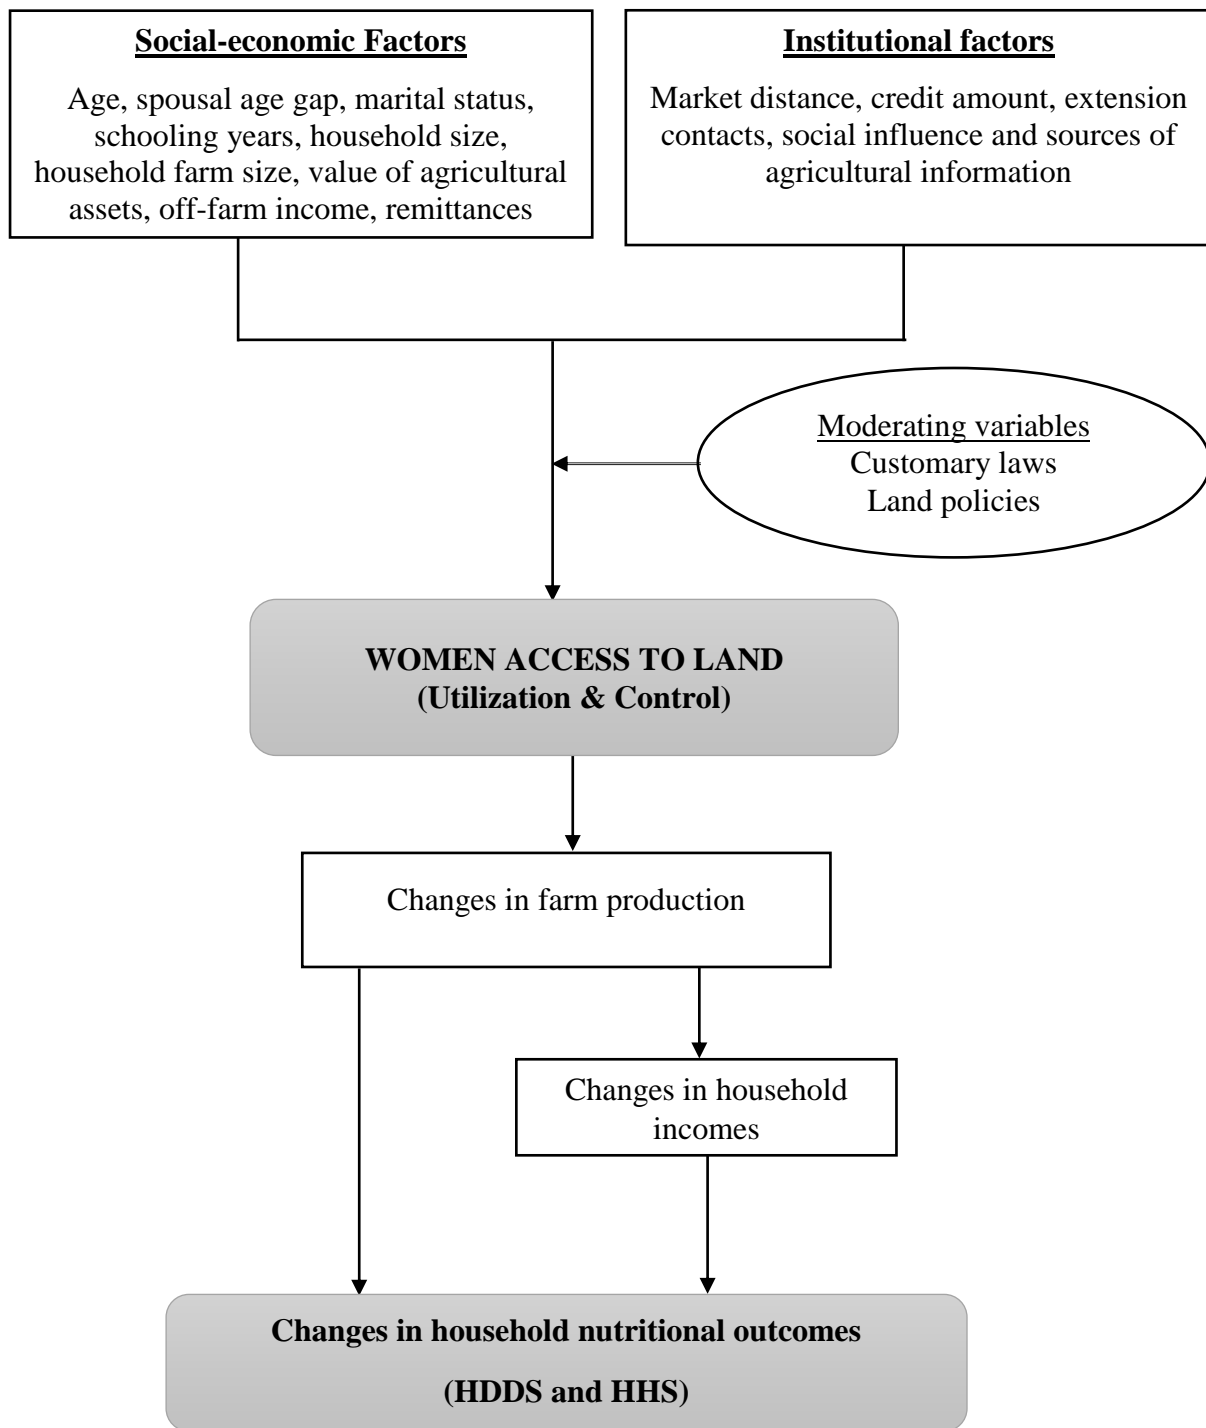 Social-economic Factors
Age, spousal age gap, marital status,
schooling years, household size,
household farm size, value of agricultural
assets, off-farm income, remittances
Institutional factors
Market distance, credit amount, extension
contacts, social influence and sources of
agricultural information
Moderating variables
Customary laws
Land policies
WOMEN ACCESS TO LAND
(Utilization & Control)
Changes in farm production
Changes in household
incomes
Changes in household nutritional outcomes
(HDDS and HHS)